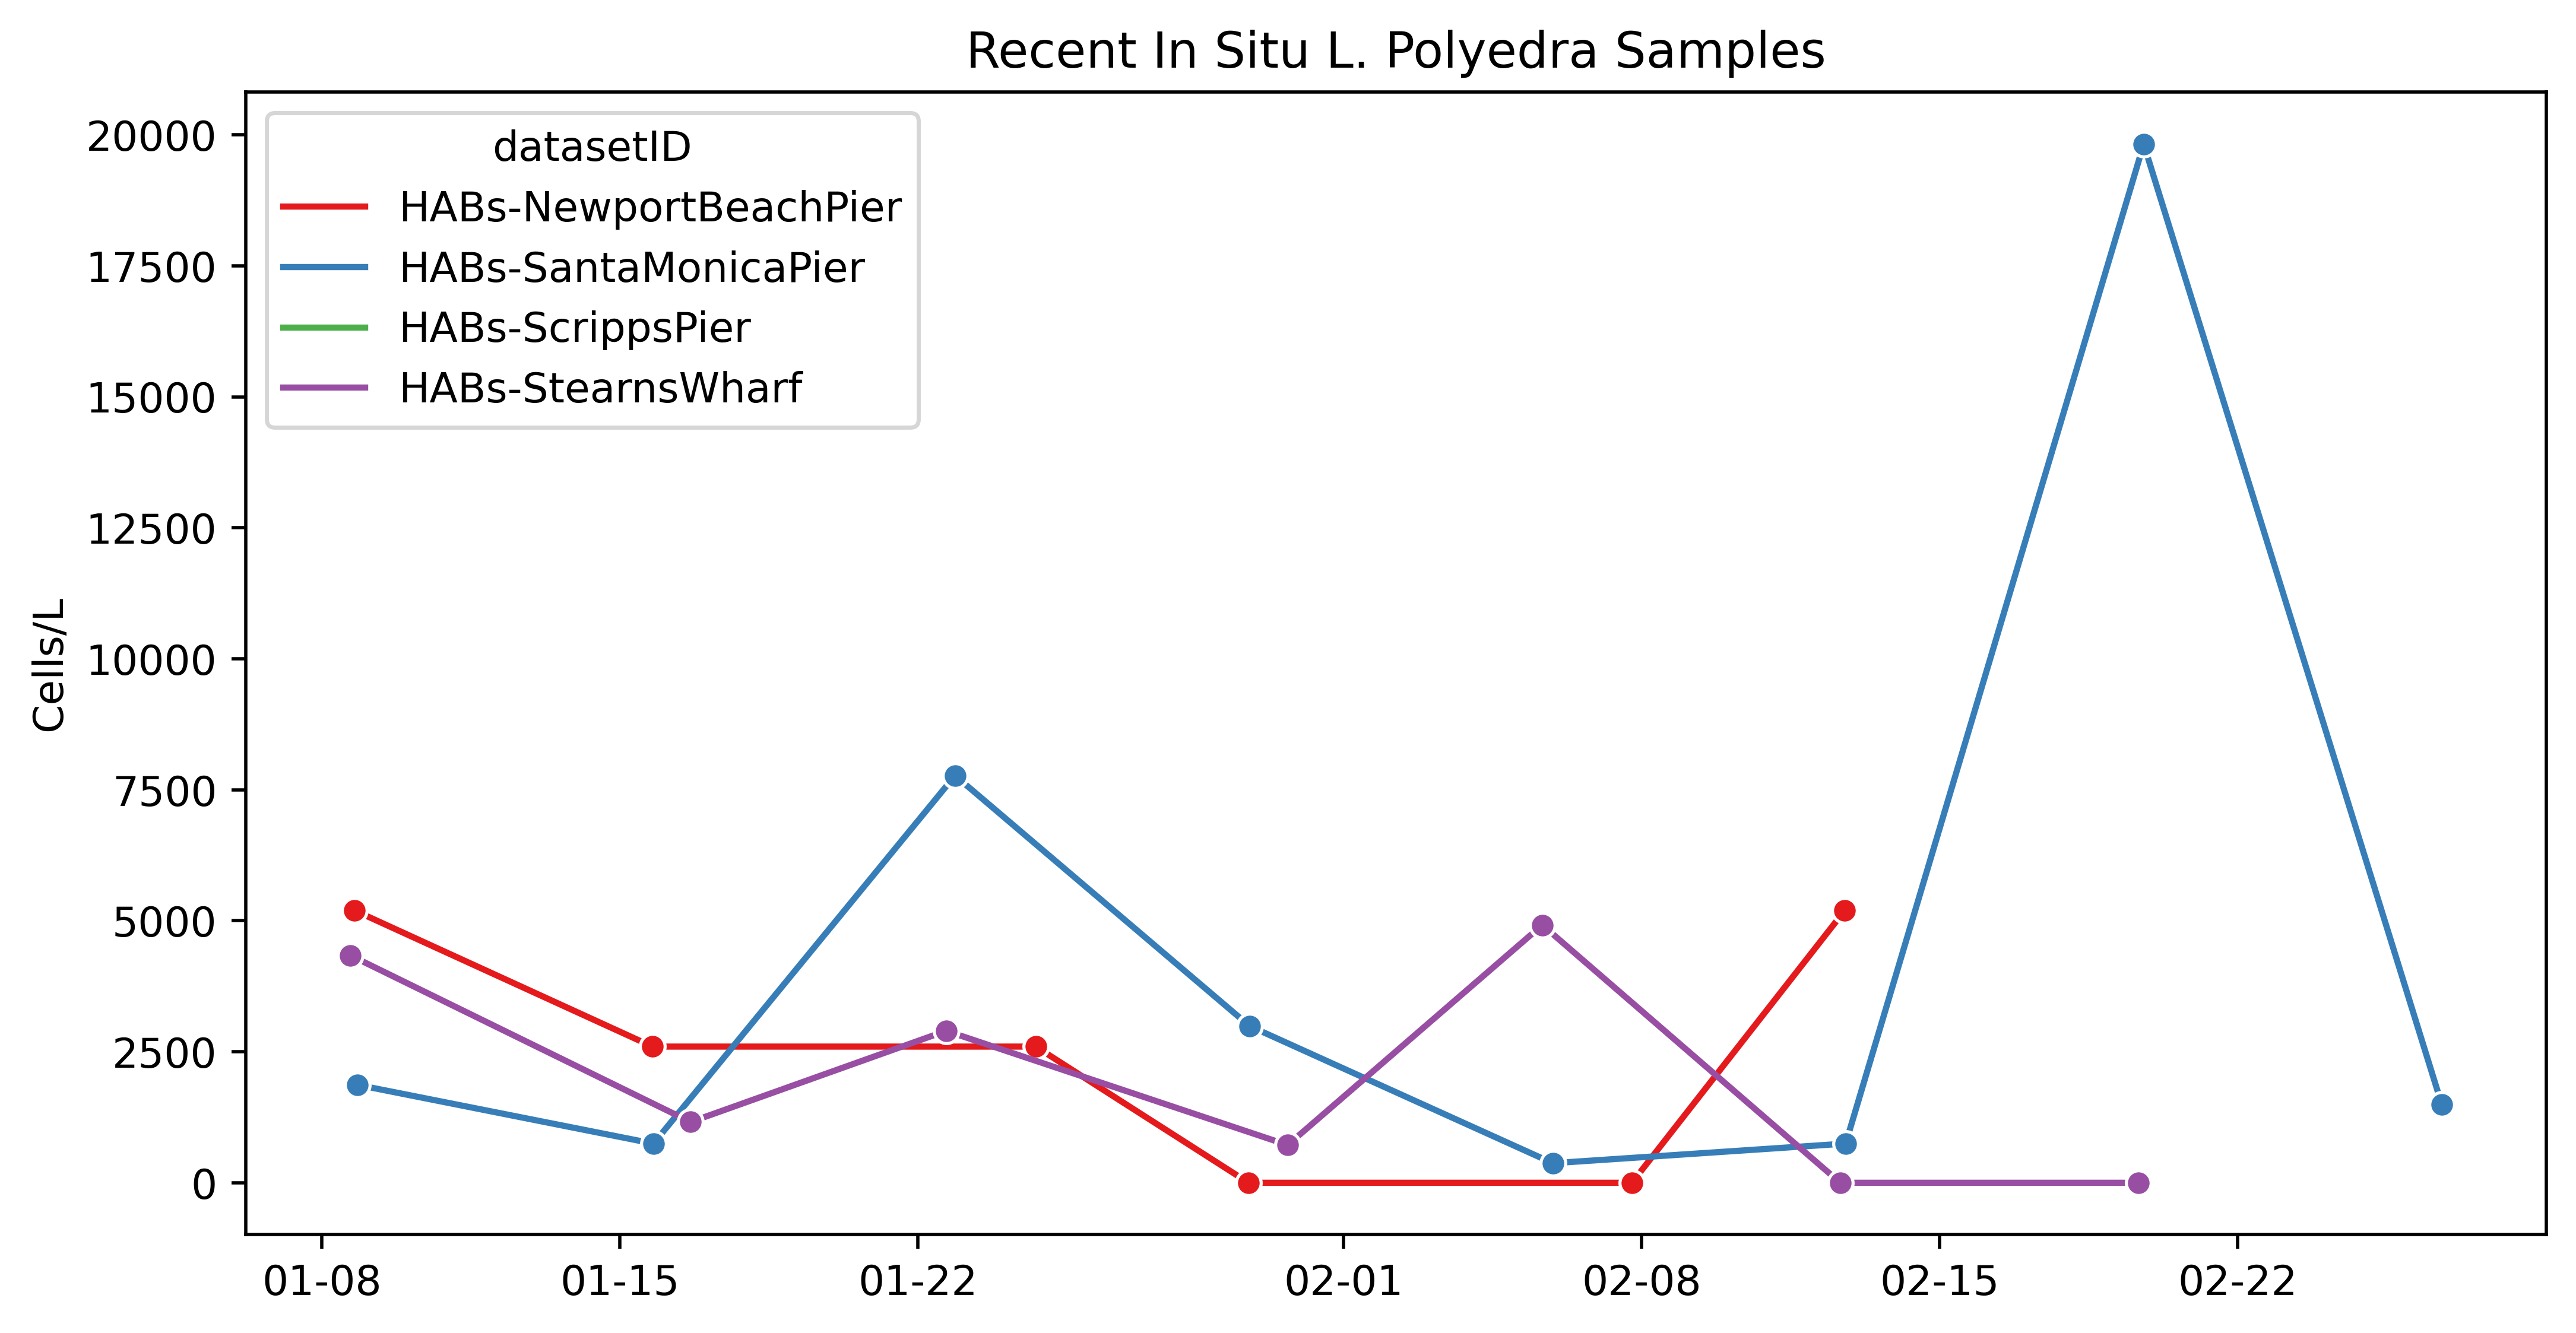 Recent In Situ L. Polyedra Samples
datasetID
HABs-NewportBeachPier
HABs-SantaMonicaPier
HABs-ScrippsPier
HABs-StearnsWharf
Cells/L
20000
17500
15000
12500
10000
7500
5000
2500
0
01-08
01-15
01-22
02-01
02-08
02-15
02-22